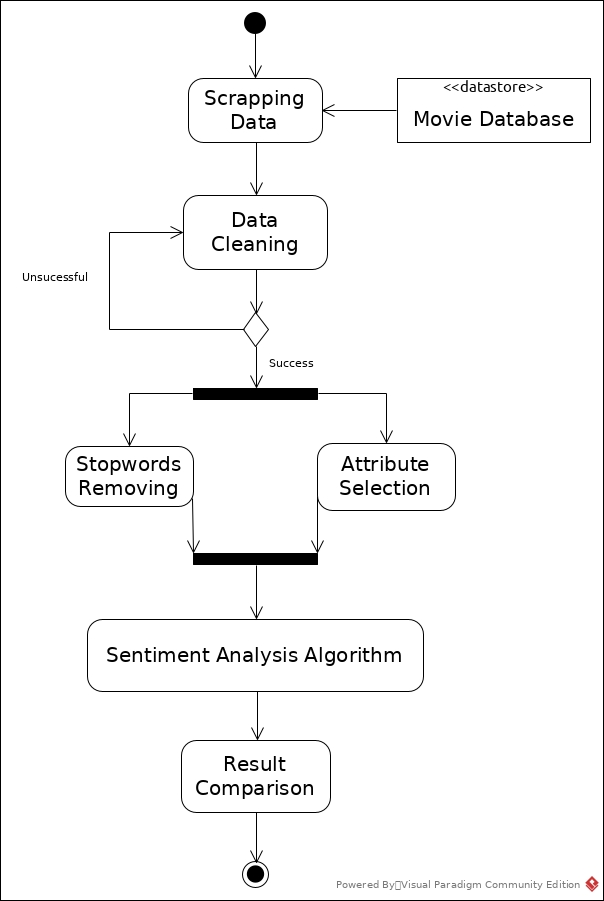 Scrapping
Data
<<datastore>>
Movie Database
Data
Cleaning
Unsucessful
Success
Stopwords
Removing
Attribute
Selection
Sentiment Analysis Algorithm
Result
Comparison
Powered By Visual Paradigm Community Edition